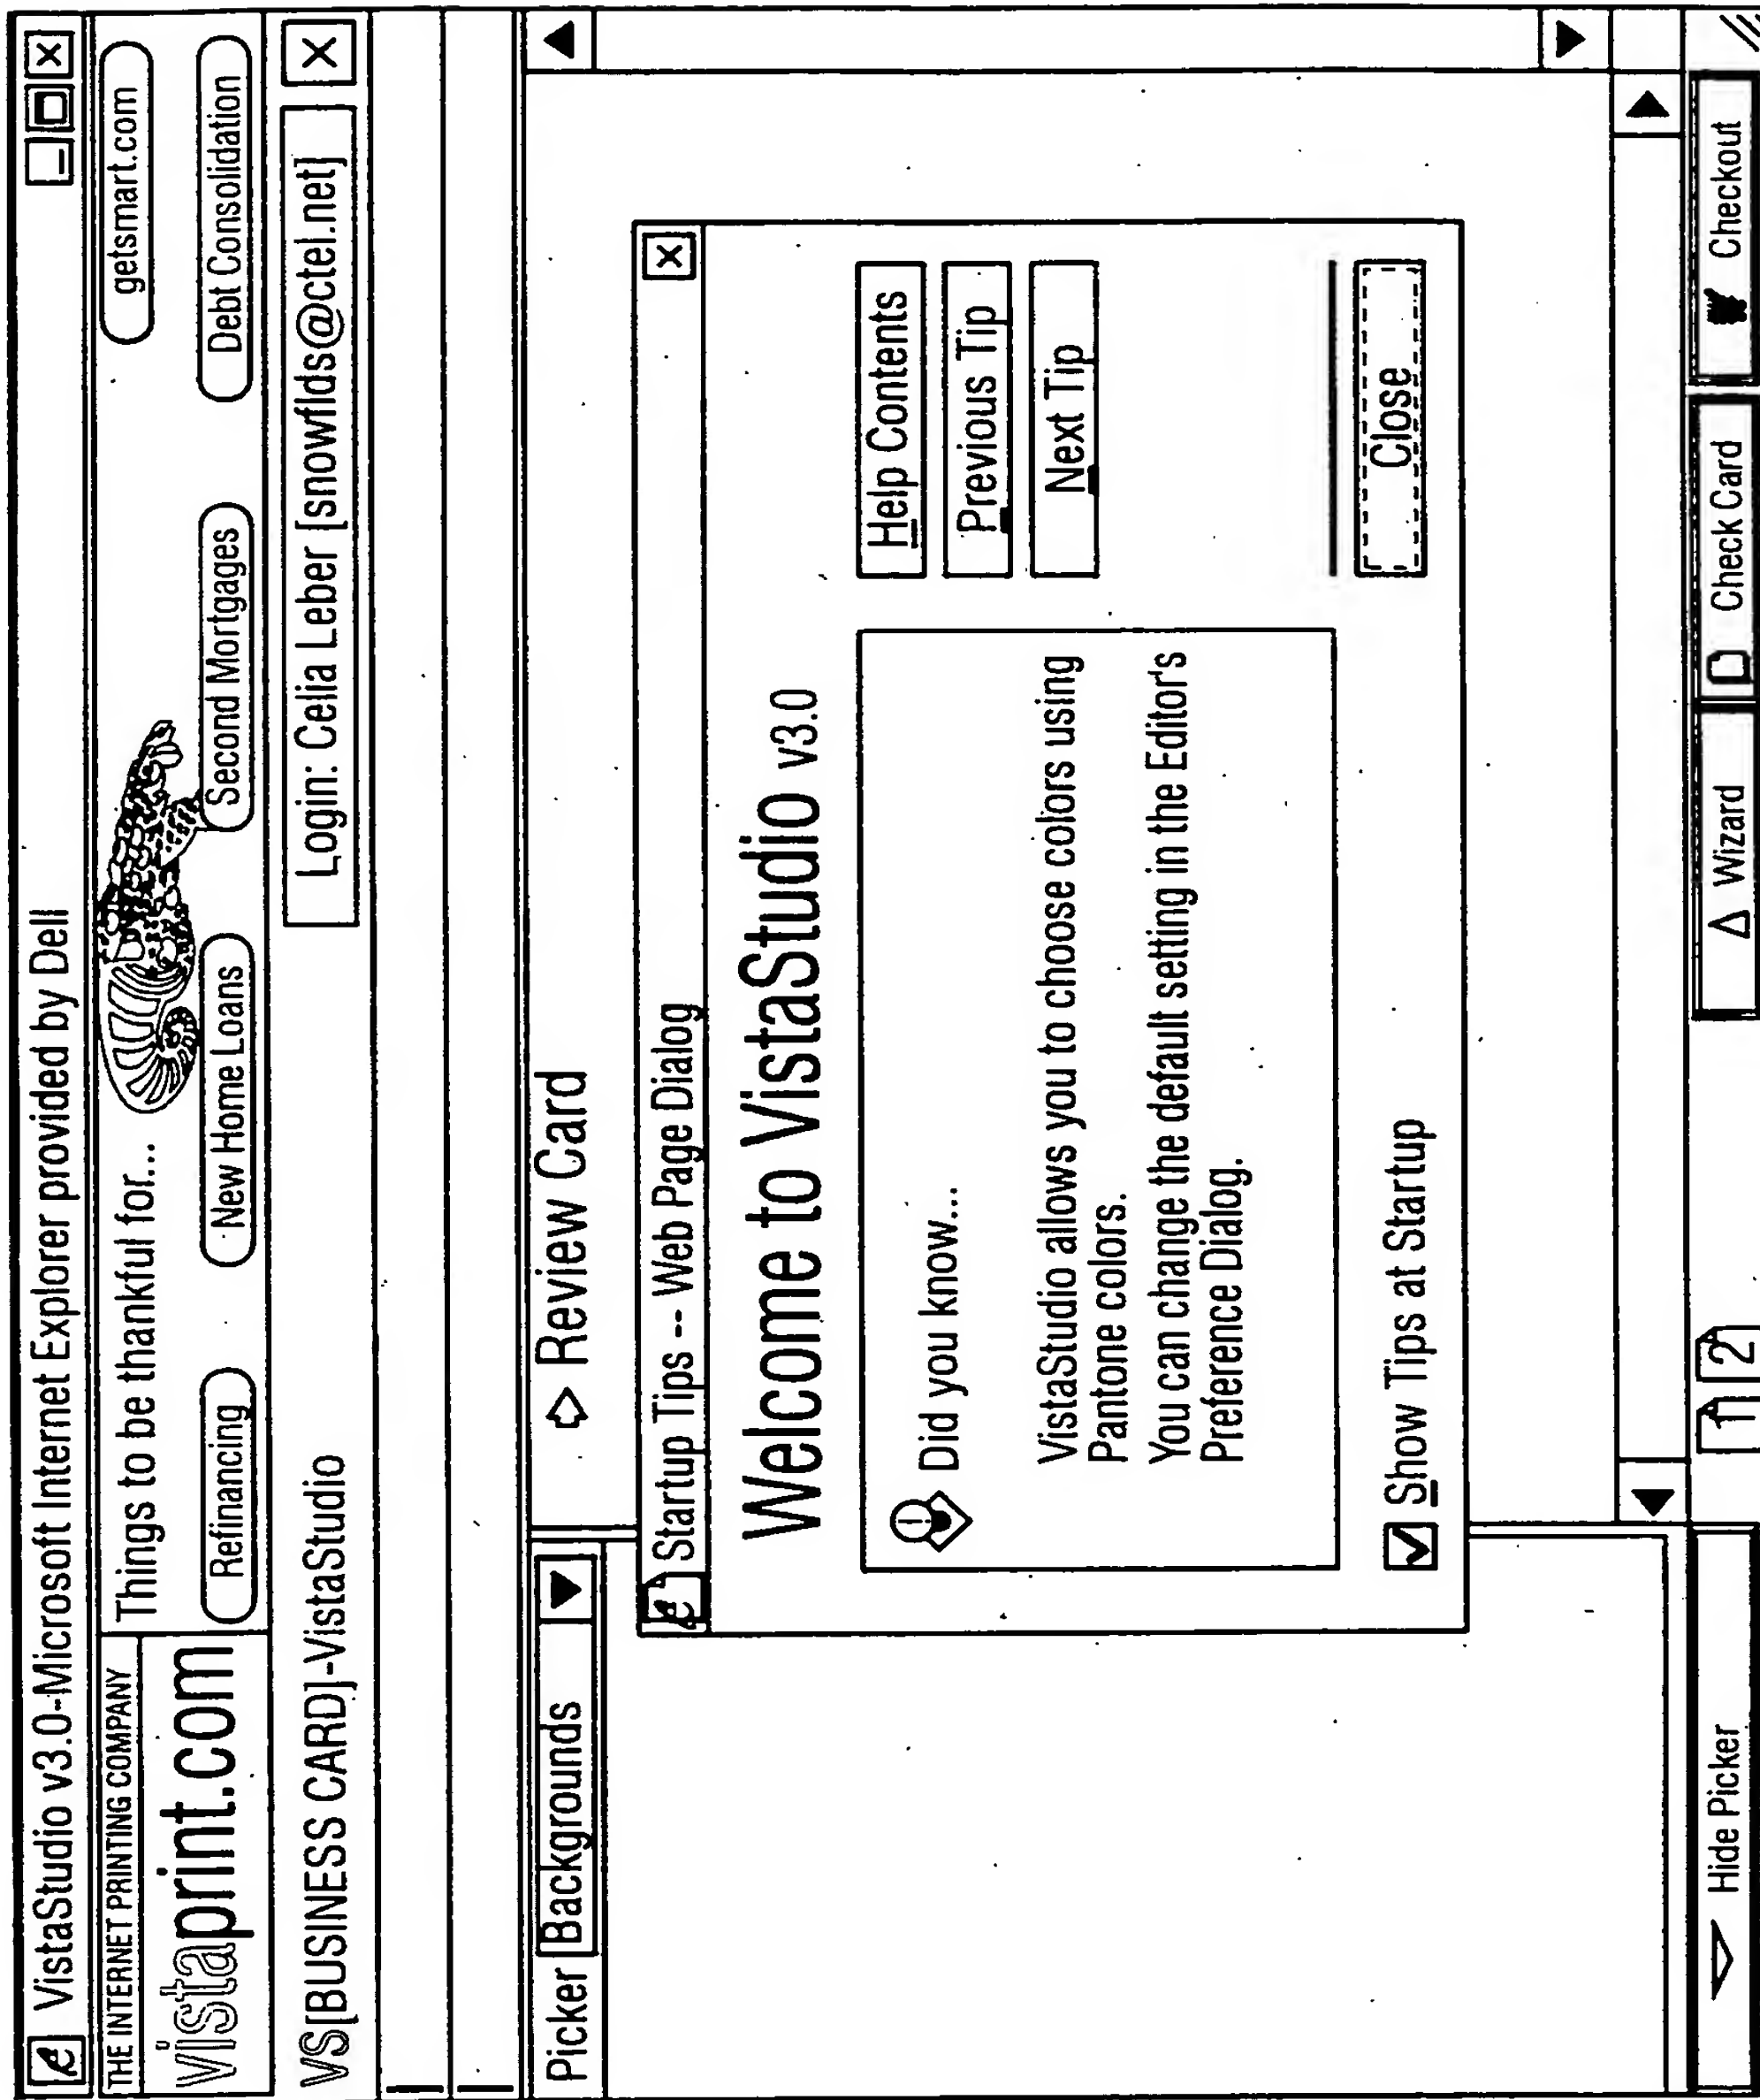 VistaStudio v3.0-Microsoft Internet Explorer provided by Dell
THE INTERNET PRINTING COMPANY
vistaprint.com
Things to be thankful for...
getsmart.com
Refinancing
New Home Loans
Second Mortgages
Debt Consolidation
VS[BUSINESS CARD]-VistaStudio
Login: Celia Leber [snowflds@ctel.net]
Picker Backgrounds
Review Card
Startup Tips -- Web Page Dialog
Welcome to VistaStudio v3.0
Did you know...
VistaStudio allows you to choose colors using
Pantone colors.
You can change the default setting in the Editor's
Preference Dialog.
Help Contents
Previous Tip
Next Tip
Show Tips at Startup
Close
Hide Picker
1 2
Wizard
Check Card
Checkout